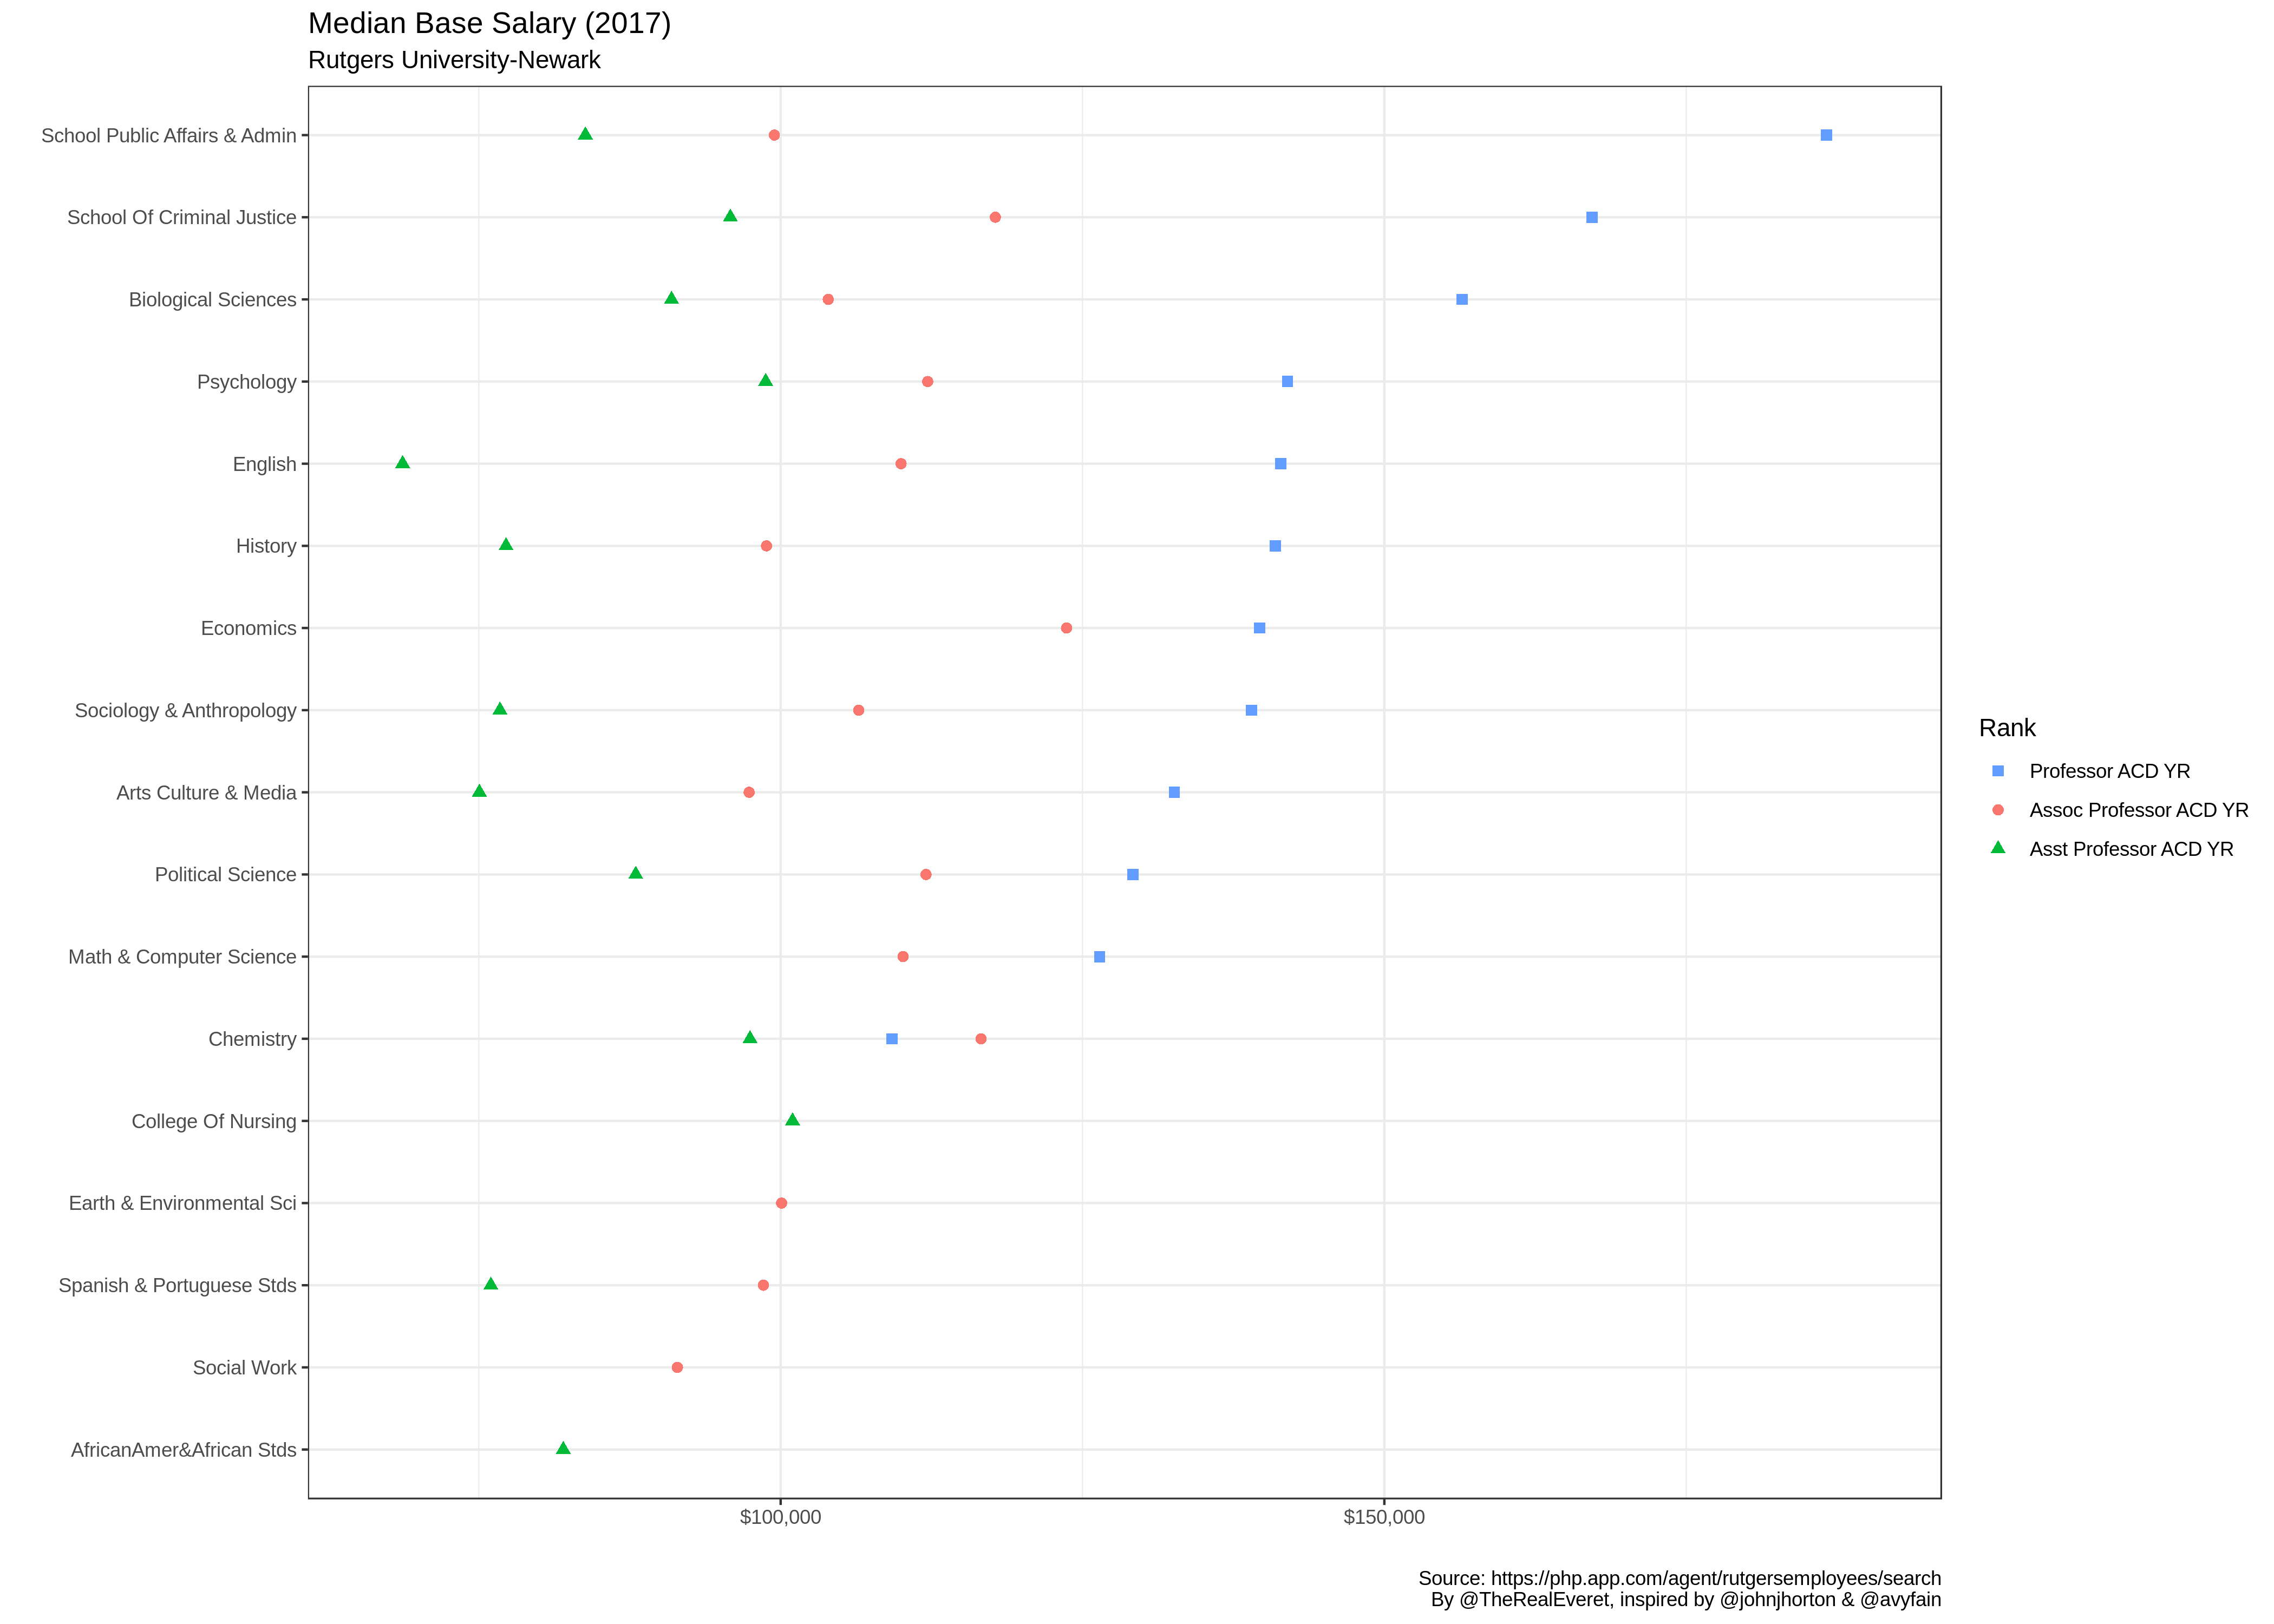 Median Base Salary (2017)
Rutgers University-Newark
School Public Affairs & Admin
School Of Criminal Justice
Biological Sciences
Psychology
English
History
Economics
Sociology & Anthropology
Arts Culture & Media
Political Science
Math & Computer Science
Chemistry
College Of Nursing
Earth & Environmental Sci
Spanish & Portuguese Stds
Social Work
AfricanAmer&African Stds
$100,000
$150,000
Rank
Professor ACD YR
Assoc Professor ACD YR
Asst Professor ACD YR
Source: https://php.app.com/agent/rutgersemployees/search
By @TheRealEveret, inspired by @johnjhorton & @avyfain